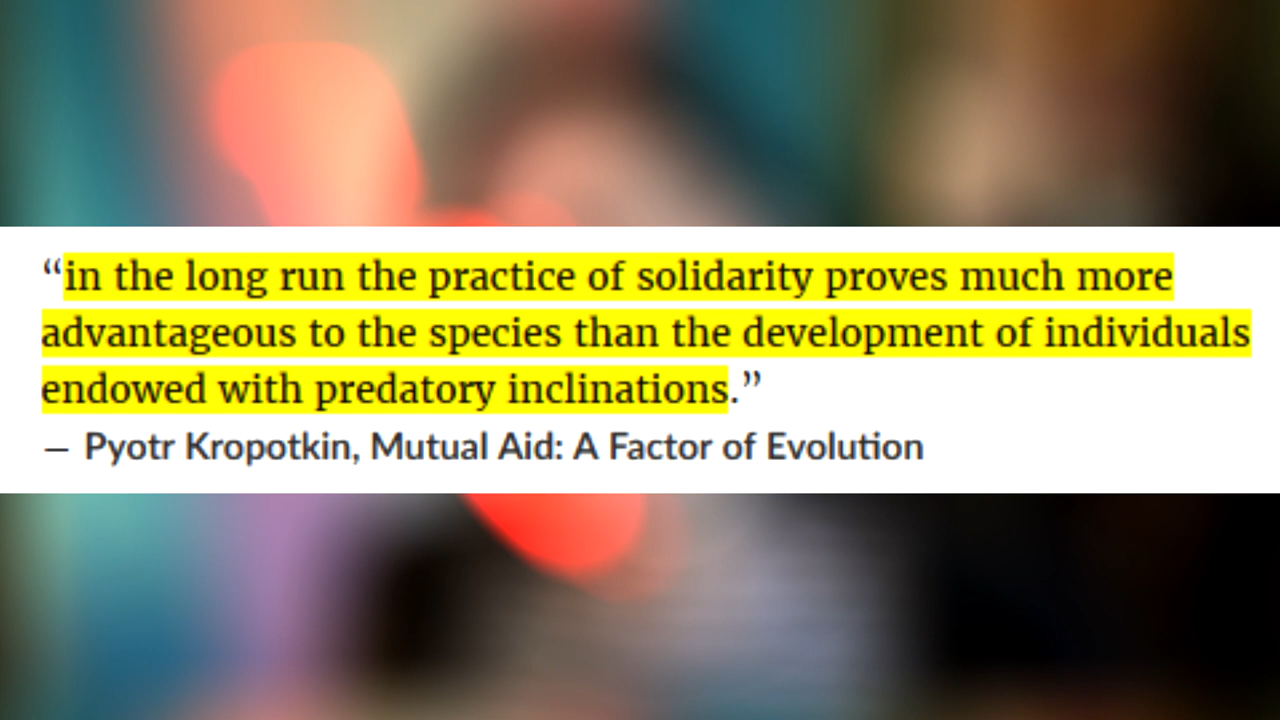 “in the long run the practice of solidarity proves much more
advantageous to the species than the development of individuals
endowed with predatory inclinations.”
— Pyotr Kropotkin, Mutual Aid: A Factor of Evolution